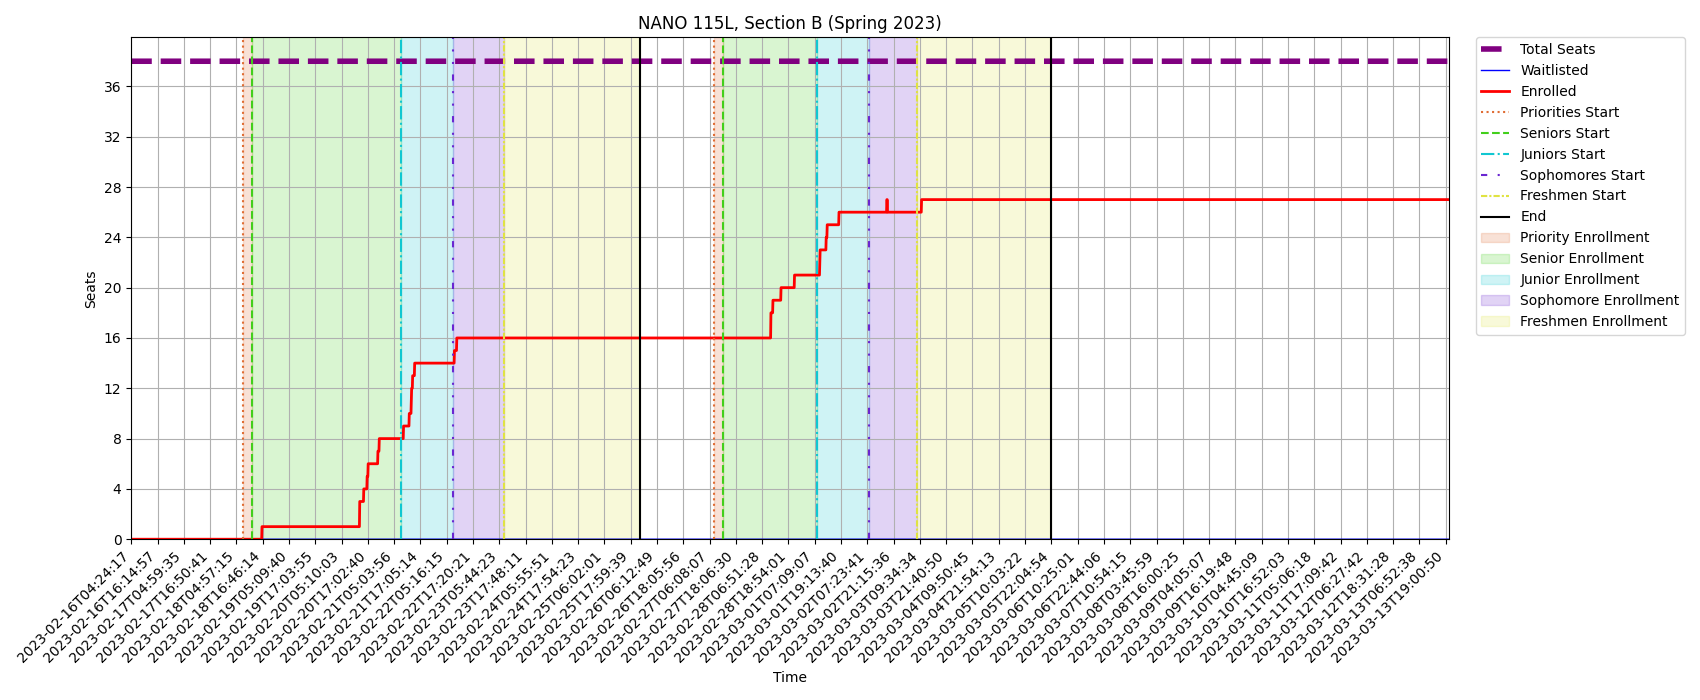 NANO 115L, Section B (Spring 2023)
Seats
36
32
28
24
20
16
12
8
4
0
2023-02-16T04:24:17
2023-02-16T16:14:57
2023-02-17T04:59:35
2023-02-17T16:50:41
2023-02-18T04:57:15
2023-02-18T16:46:14
2023-02-19T05:09:40
2023-02-19T17:03:55
2023-02-20T05:10:03
2023-02-20T17:02:40
2023-02-21T05:03:56
2023-02-21T17:05:14
2023-02-22T05:16:15
2023-02-22T17:20:21
2023-02-23T05:44:23
2023-02-23T17:48:11
2023-02-24T05:55:51
2023-02-24T17:54:23
2023-02-25T06:02:01
2023-02-25T17:59:39
2023-02-26T06:12:49
2023-02-26T18:05:56
2023-02-27T06:08:07
2023-02-27T18:06:30
2023-02-28T06:51:28
2023-02-28T18:54:01
2023-03-01T07:09:07
2023-03-01T19:13:40
2023-03-02T07:23:41
2023-03-02T21:15:36
2023-03-03T09:34:34
2023-03-03T21:40:50
2023-03-04T09:50:45
2023-03-04T21:54:13
2023-03-05T10:03:22
2023-03-05T22:04:54
2023-03-06T10:25:01
2023-03-06T22:44:06
2023-03-07T10:54:15
2023-03-08T03:45:59
2023-03-08T16:00:25
2023-03-09T04:05:07
2023-03-09T16:19:48
2023-03-10T04:45:09
2023-03-10T16:52:03
2023-03-11T05:06:18
2023-03-11T17:09:42
2023-03-12T06:27:42
2023-03-12T18:31:28
2023-03-13T06:52:38
2023-03-13T19:00:50
Time
Total Seats
Waitlisted
Enrolled
Priorities Start
Seniors Start
Juniors Start
Sophomores Start
Freshmen Start
End
Priority Enrollment
Senior Enrollment
Junior Enrollment
Sophomore Enrollment
Freshmen Enrollment